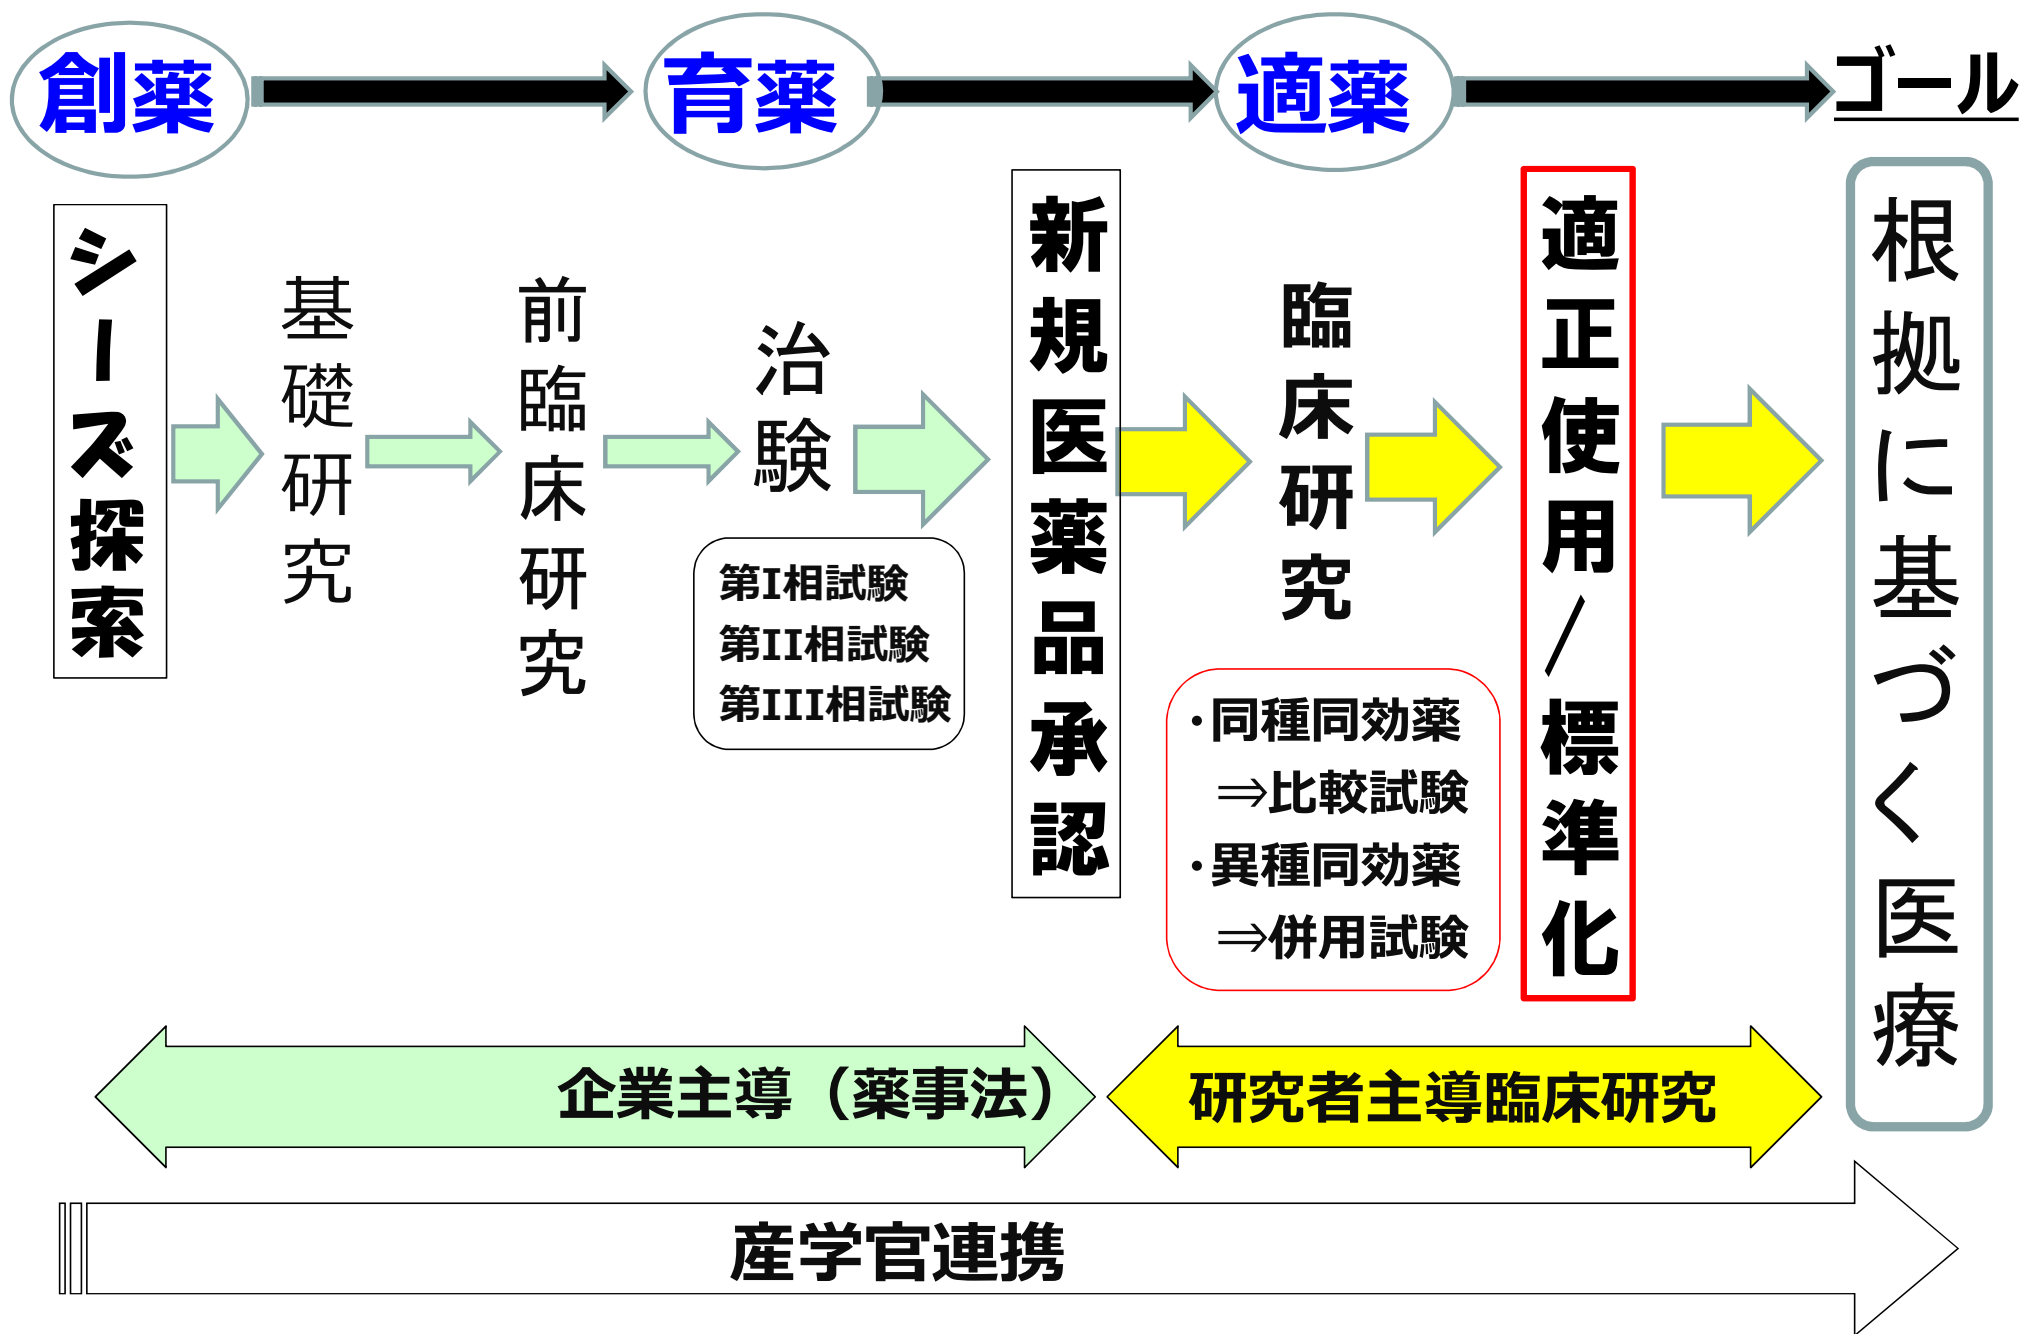 創薬
育薬
適薬
ゴール
シーズ探索
基礎研究
前臨床研究
治験
第I相試験
第II相試験
第III相試験
新規医薬品承認
臨床研究
・同種同効薬
⇒比較試験
・異種同効薬
⇒併用試験
適正使用/標準化
根拠に基づく医療
企業主導（薬事法）
研究者主導臨床研究
産学官連携